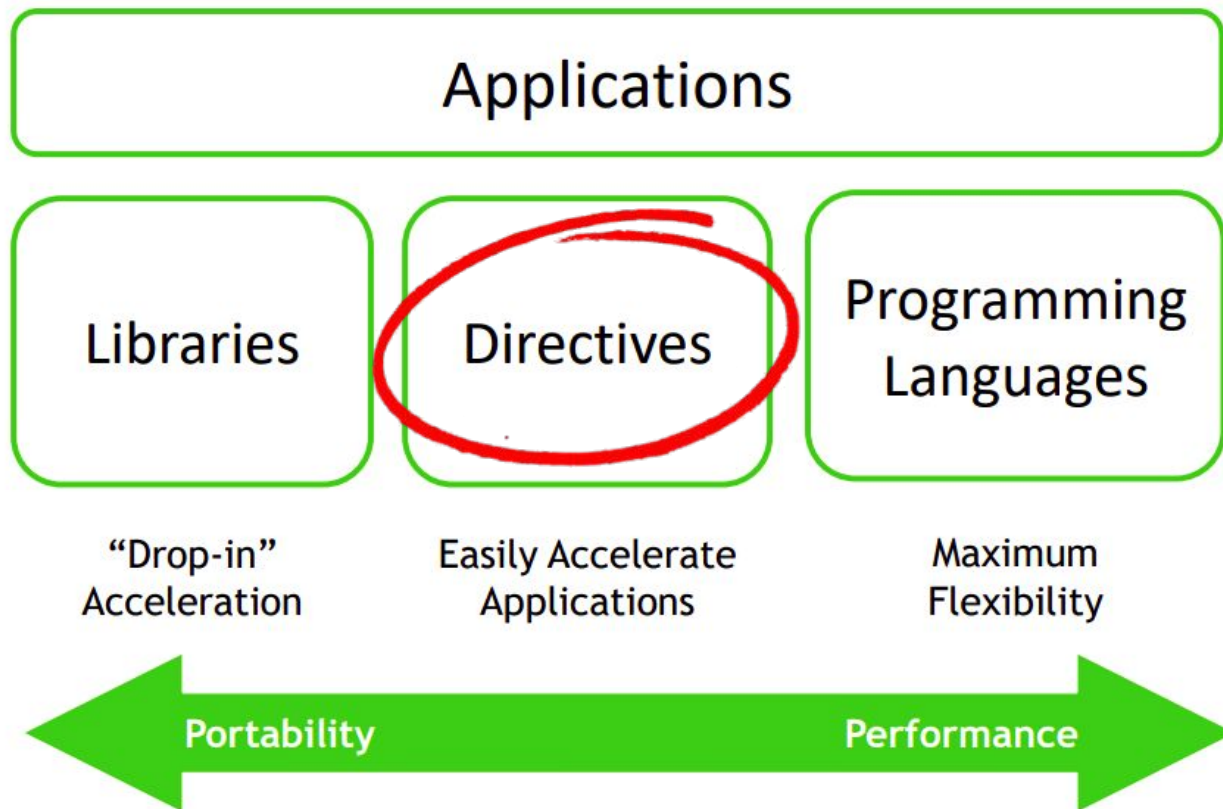 Applications
Libraries
Directives
Programming
Languages
“Drop-in”
Acceleration
Easily Accelerate
Applications
Maximum
Flexibility
Portability
Performance